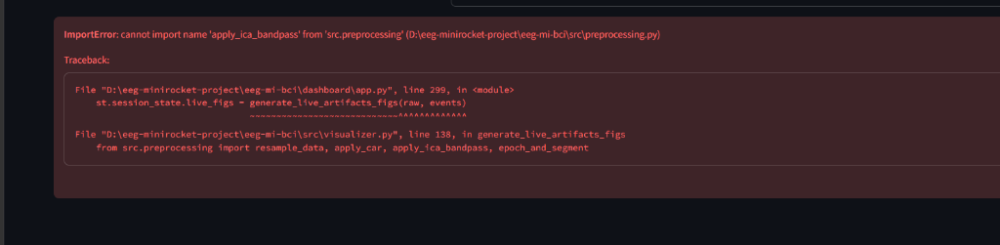 ImportError: cannot import name 'apply_ica_bandpass' from 'src.preprocessing' (D:\eeg-minirocket-project\eeg-mi-bci\src\preprocessing.py)
Traceback:
File "D:\eeg-minirocket-project\eeg-mi-bci\dashboard\app.py", line 299, in <module>
    st.session_state.live_figs = generate_live_artifacts_figs(raw, events)
                                 ~~~~~~~~~~~~~~~~~~~~~~~~~~~~^^^^^^^^^^^^^
File "D:\eeg-minirocket-project\eeg-mi-bci\src\visualizer.py", line 138, in generate_live_artifacts_figs
    from src.preprocessing import resample_data, apply_car, apply_ica_bandpass, epoch_and_segment